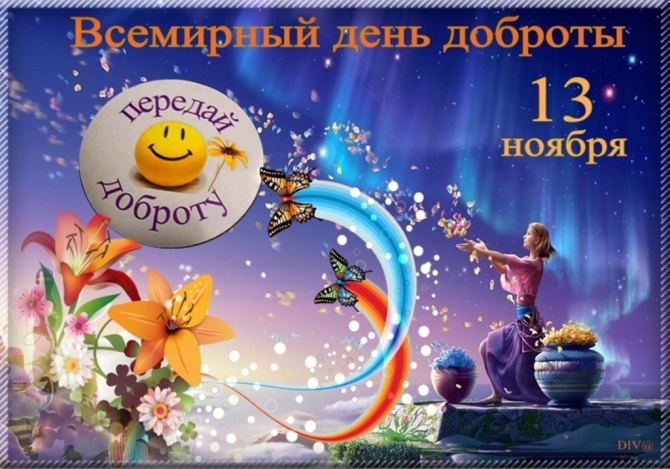 Всемирный день доброты
13
ноября
передай
доброту
DIV@